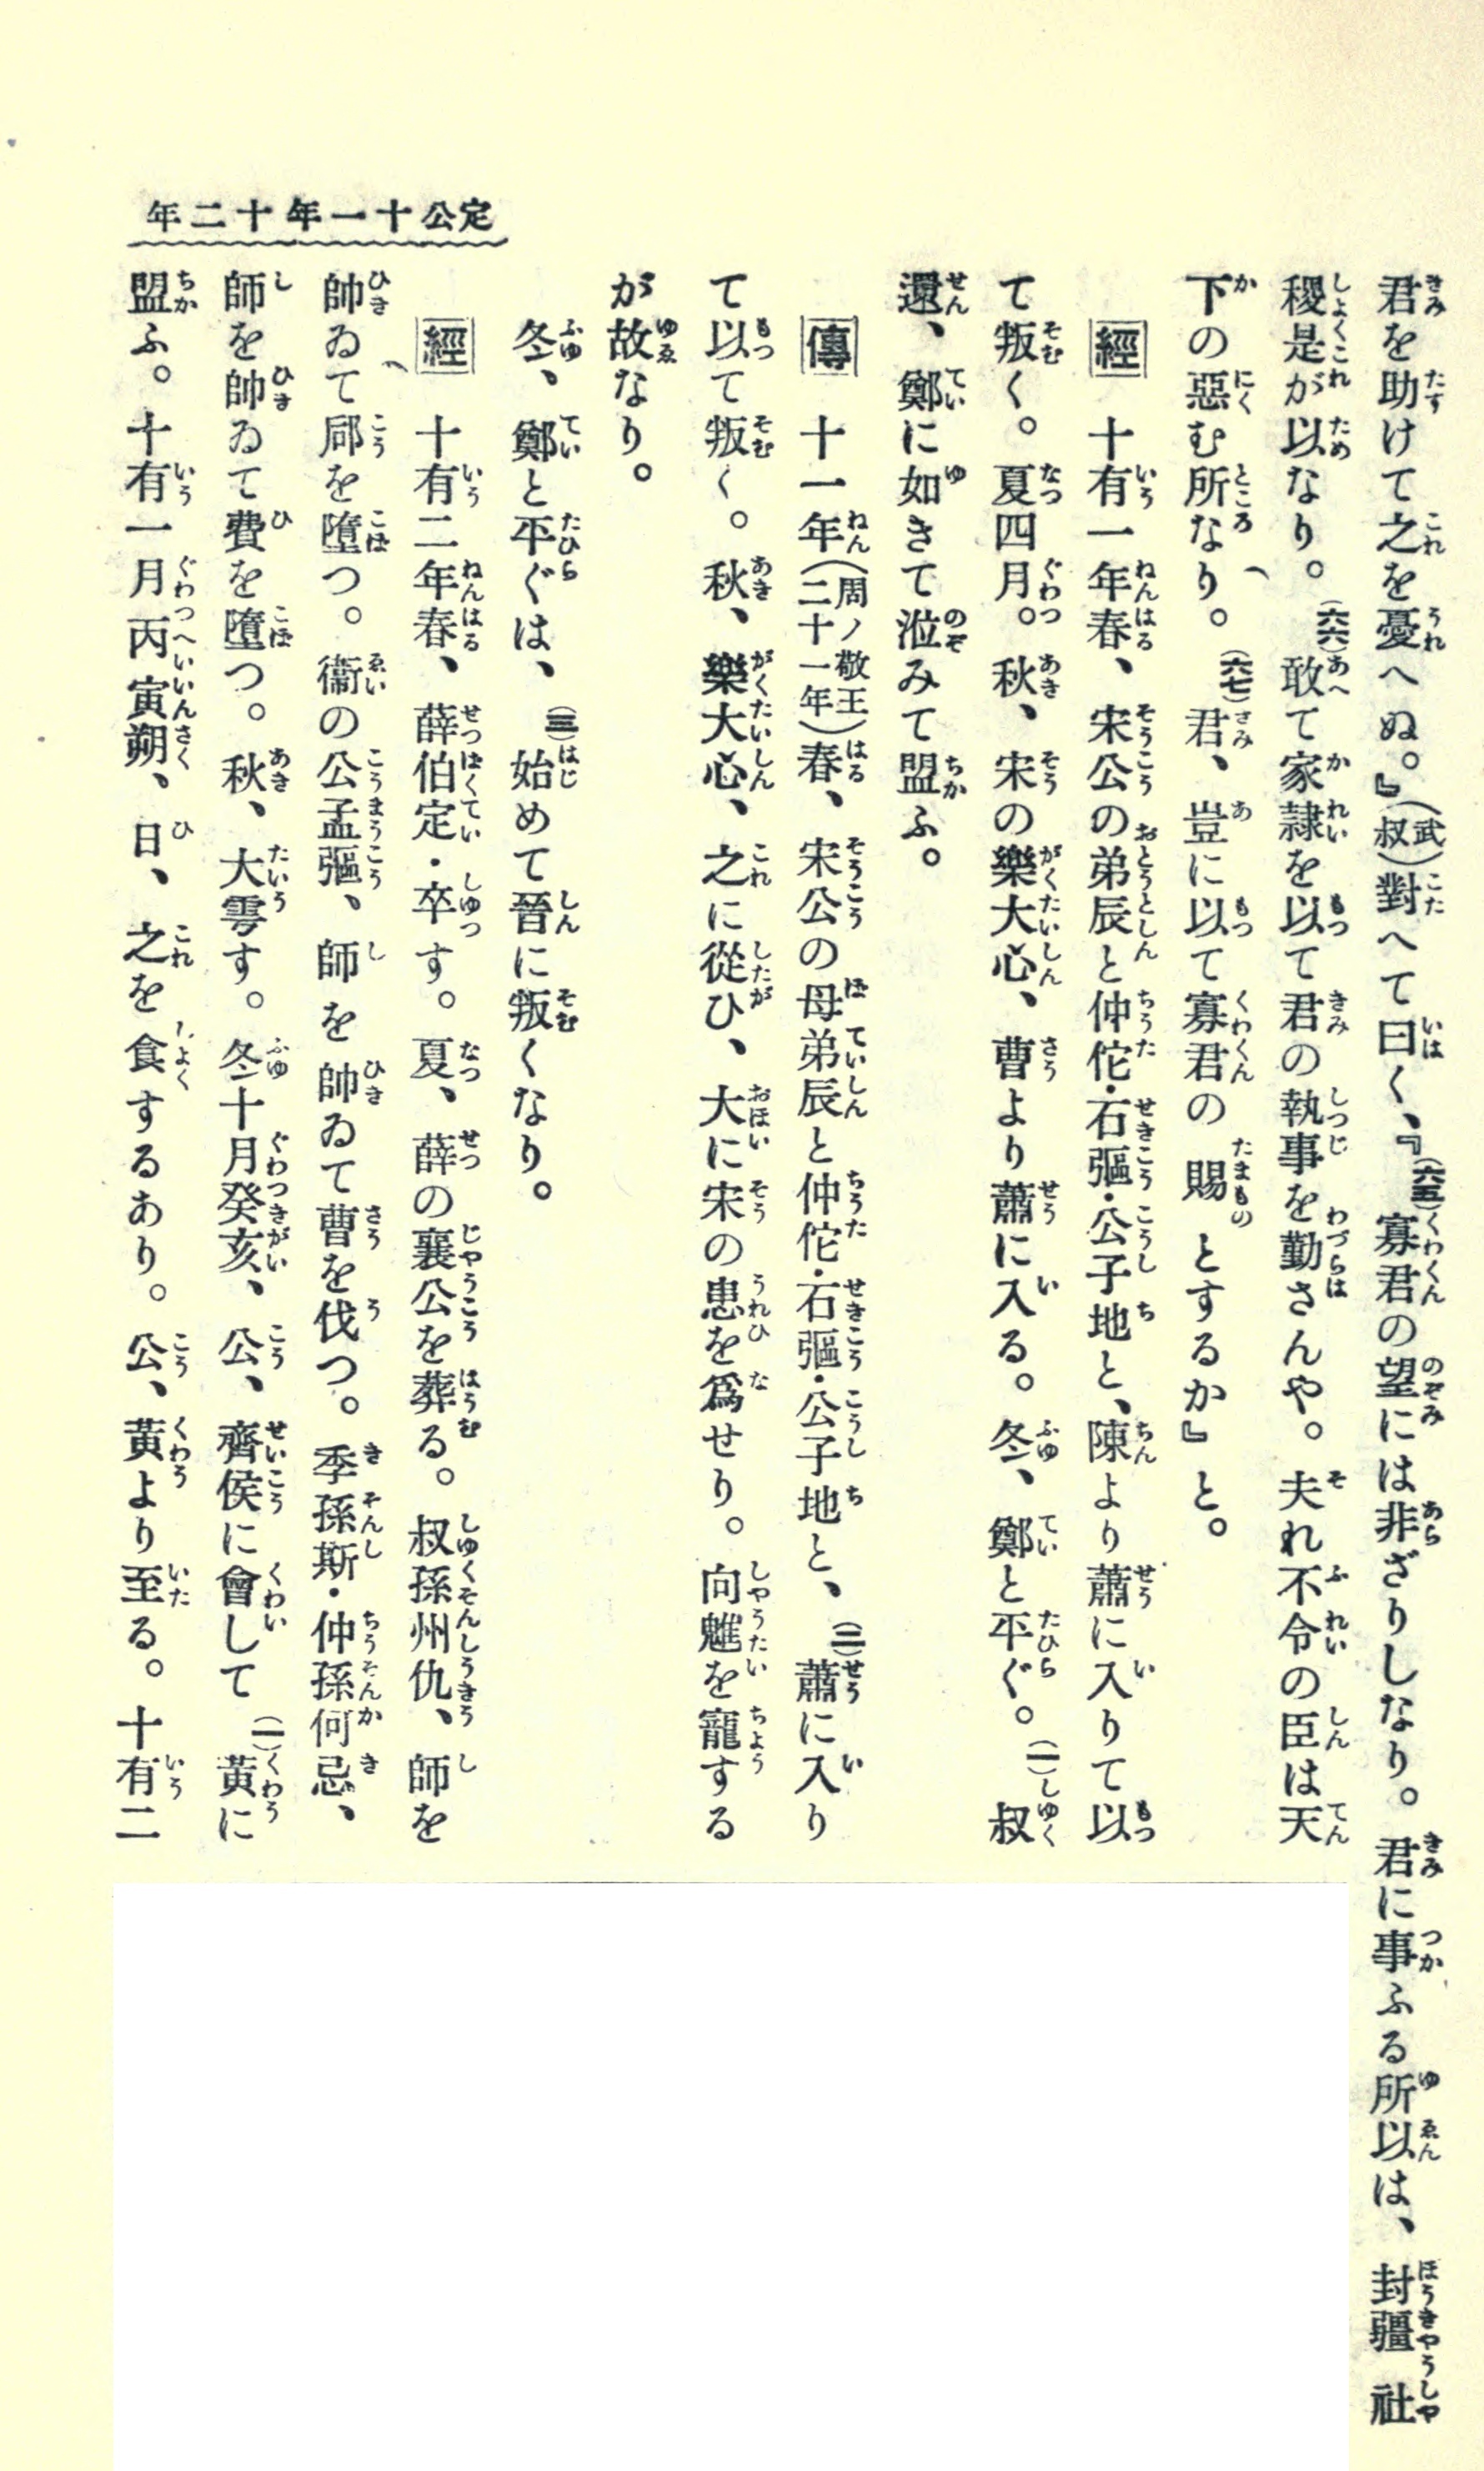 定公十一年十二年
君を助けて之を憂へぬ。』(武叔)對へて曰く、『(六五)寡君の望には非ざりしなり。君に事ふる所以は、封疆社
稷是が以なり。(六六)敢て家隷を以て君の執事を勤さんや。夫れ不令の臣は天
下の惡む所なり。(六七)君、豈に以て寡君の賜とするか』と。
經 十有一年春、宋公の弟辰と仲佗・石彄・公子地と、陳より蕭に入りて以
て叛く。夏四月。秋、宋の樂大心、曹より蕭に入る。冬、鄭と平ぐ。(一)叔
還、鄭に如きて涖みて盟ふ。
傳 十一年(周ノ敬王二十一年)春、宋公の母弟辰と仲佗・石彄・公子地と、(二)蕭に入り
て以て叛く。秋、樂大心、之に從ひ、大に宋の患を爲せり。向魋を寵する
が故なり。
冬、鄭と平ぐは、(三)始めて晉に叛くなり。
經 十有二年春、薛伯定・卒す。夏、薛の襄公を葬る。叔孫州仇、師を
帥ゐて郈を墮つ。衞の公孟彄、師を帥ゐて曹を伐つ。季孫斯・仲孫何忌、
師を帥ゐて費を墮つ。秋、大雩す。冬十月癸亥、公、齊侯に會して(一)黃に
盟ふ。十有一月丙寅朔、日、之を食するあり。公、黃より至る。十有二